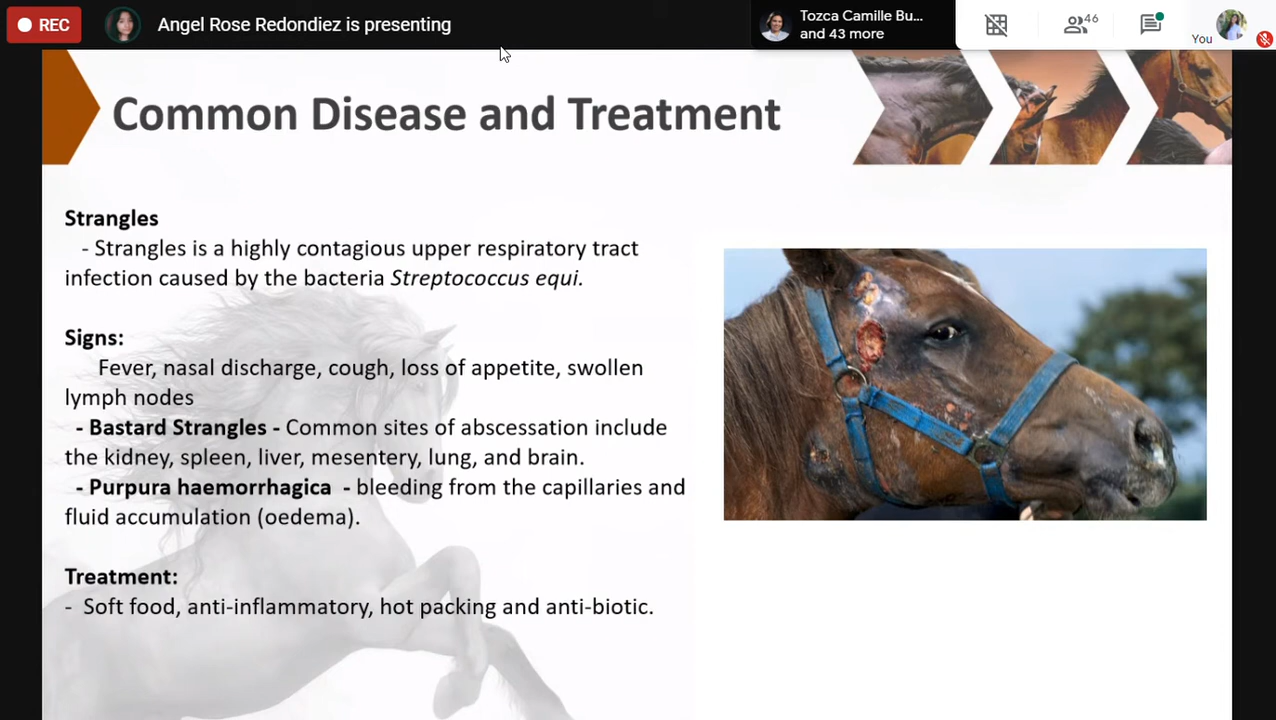 REC
Angel Rose Redondiez is presenting
Tozca Camille Bu...
and 43 more
46
You
Common Disease and Treatment
Strangles
- Strangles is a highly contagious upper respiratory tract
infection caused by the bacteria Streptococcus equi.
Signs:
Fever, nasal discharge, cough, loss of appetite, swollen
lymph nodes
- Bastard Strangles - Common sites of abscessation include
the kidney, spleen, liver, mesentery, lung, and brain.
- Purpura haemorrhagica - bleeding from the capillaries and
fluid accumulation (oedema).
Treatment:
- Soft food, anti-inflammatory, hot packing and anti-biotic.